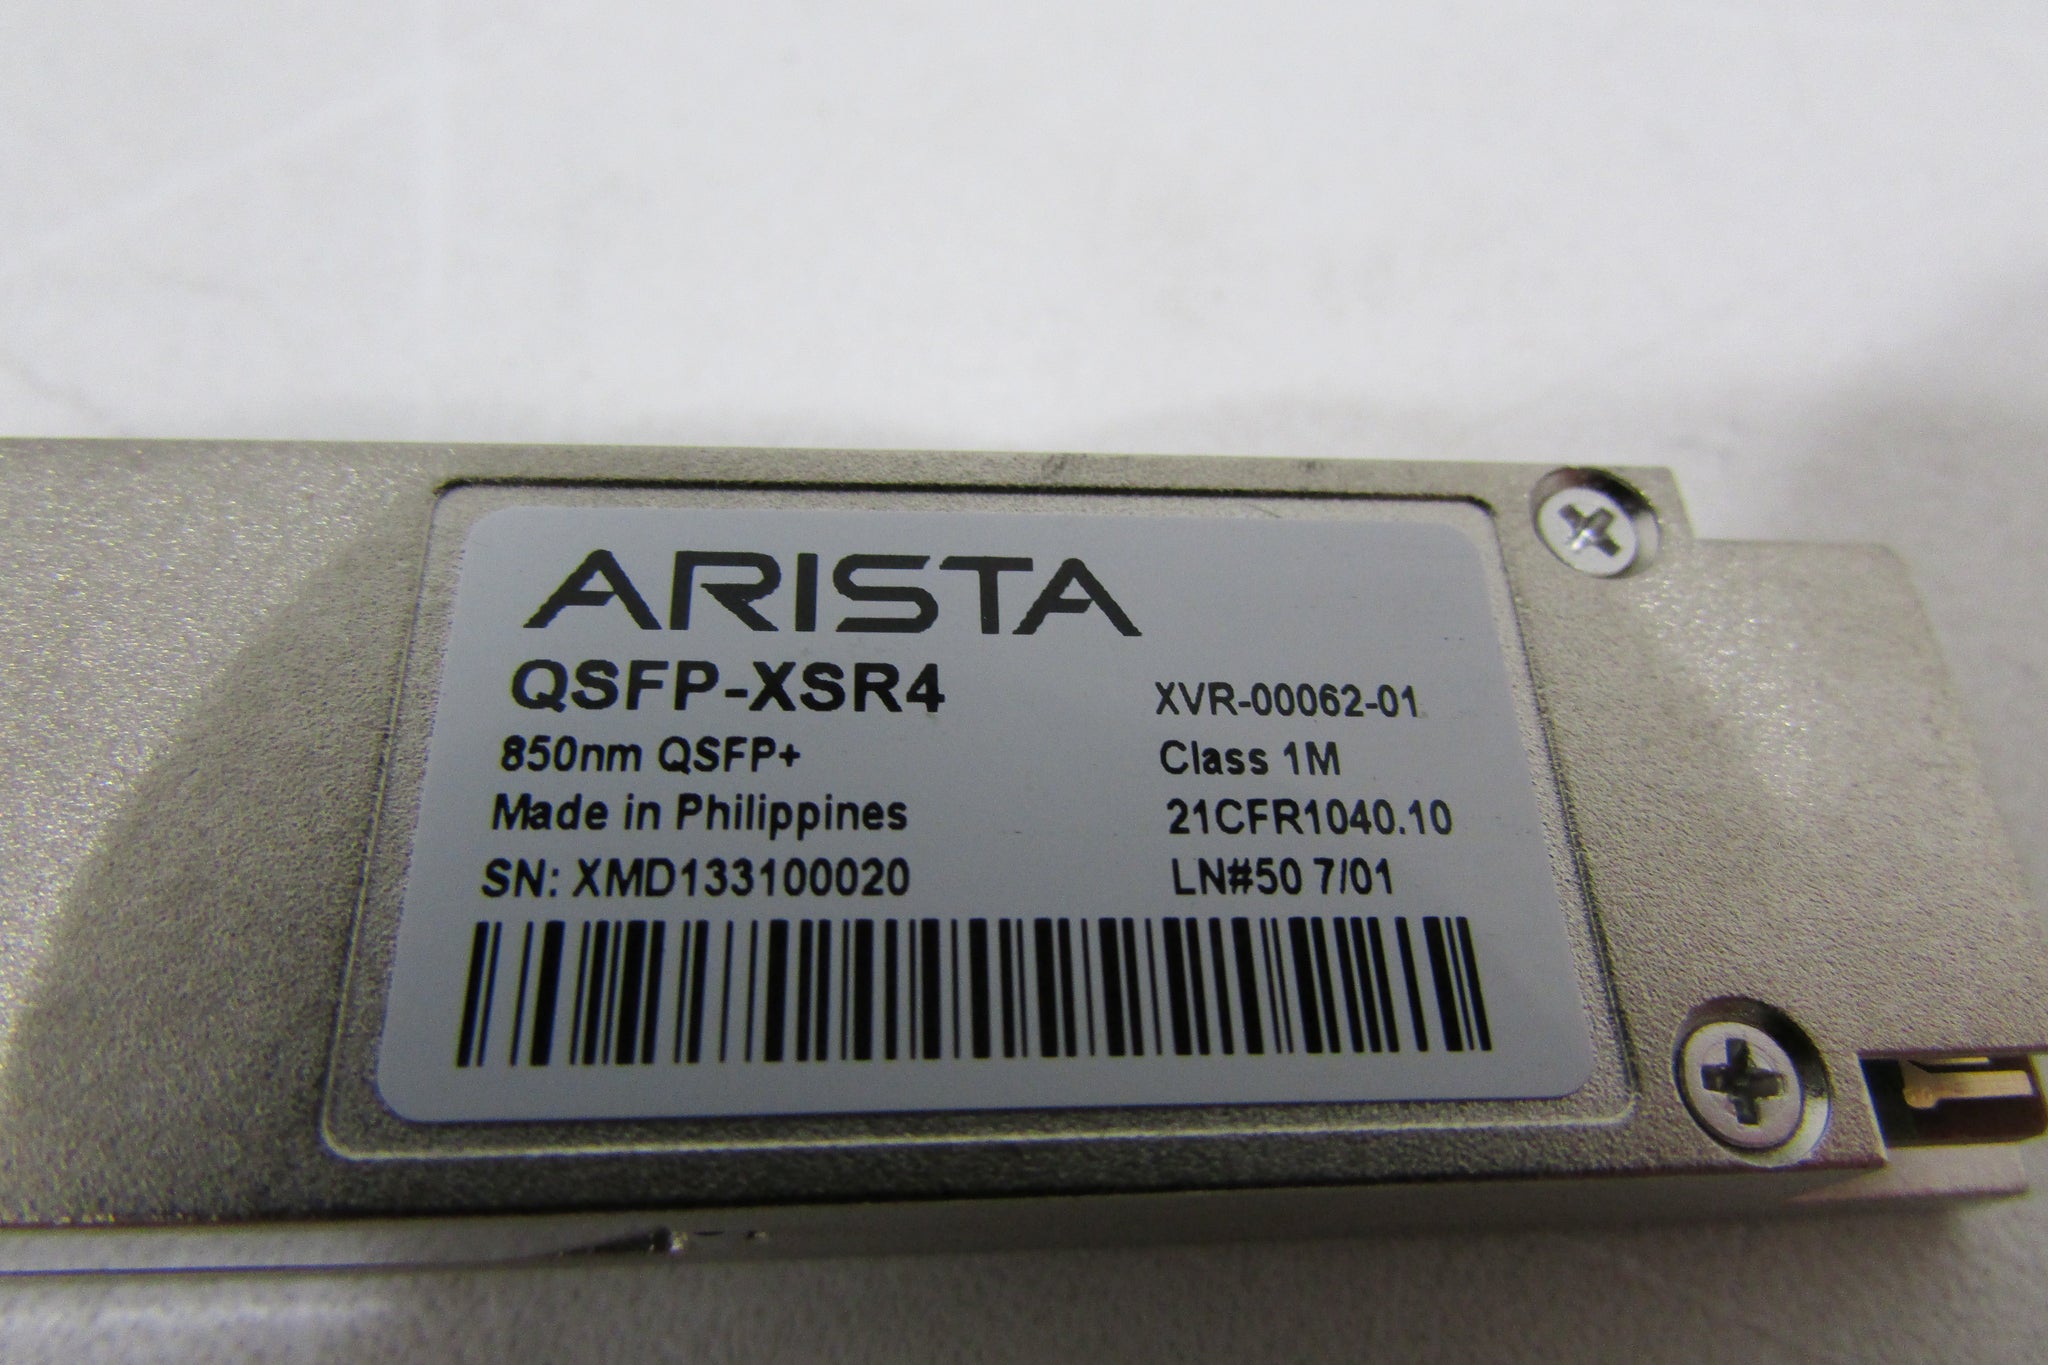 ARISTA
QSFP-XSR4 XVR-00062-01
850nm QSFP+ Class 1M
Made in Philippines 21CFR1040.10
SN: XMD133100020 LN#50 7/01